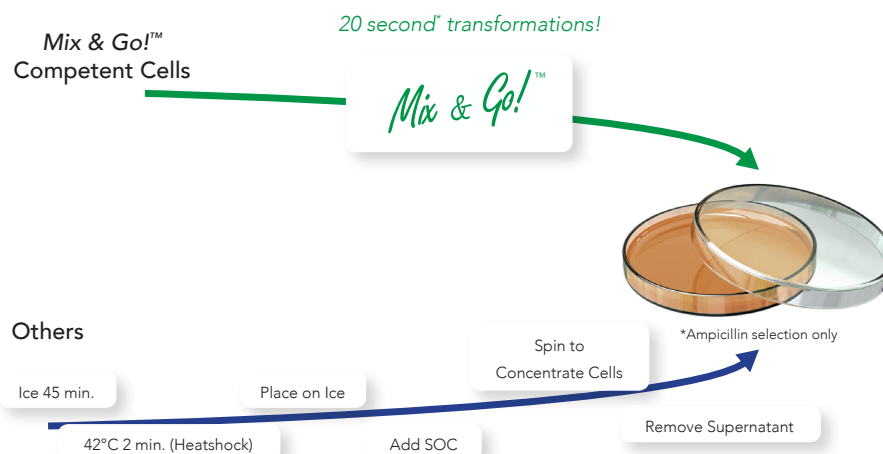 20 second* transformations!
Mix & Go!™
Competent Cells
Mix & Go!™
*Ampicillin selection only
Others
Spin to
Concentrate Cells
Ice 45 min.
Place on Ice
Remove Supernatant
42°C 2 min. (Heatshock)
Add SOC